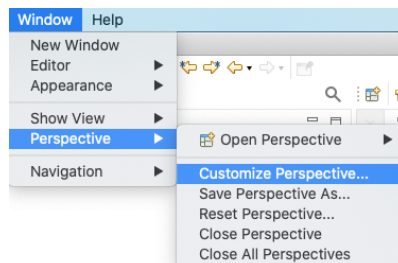 Window Help
New Window
Editor
Appearance
Show View
Perspective
Open Perspective
Navigation
Customize Perspective...
Save Perspective As...
Reset Perspective...
Close Perspective
Close All Perspectives